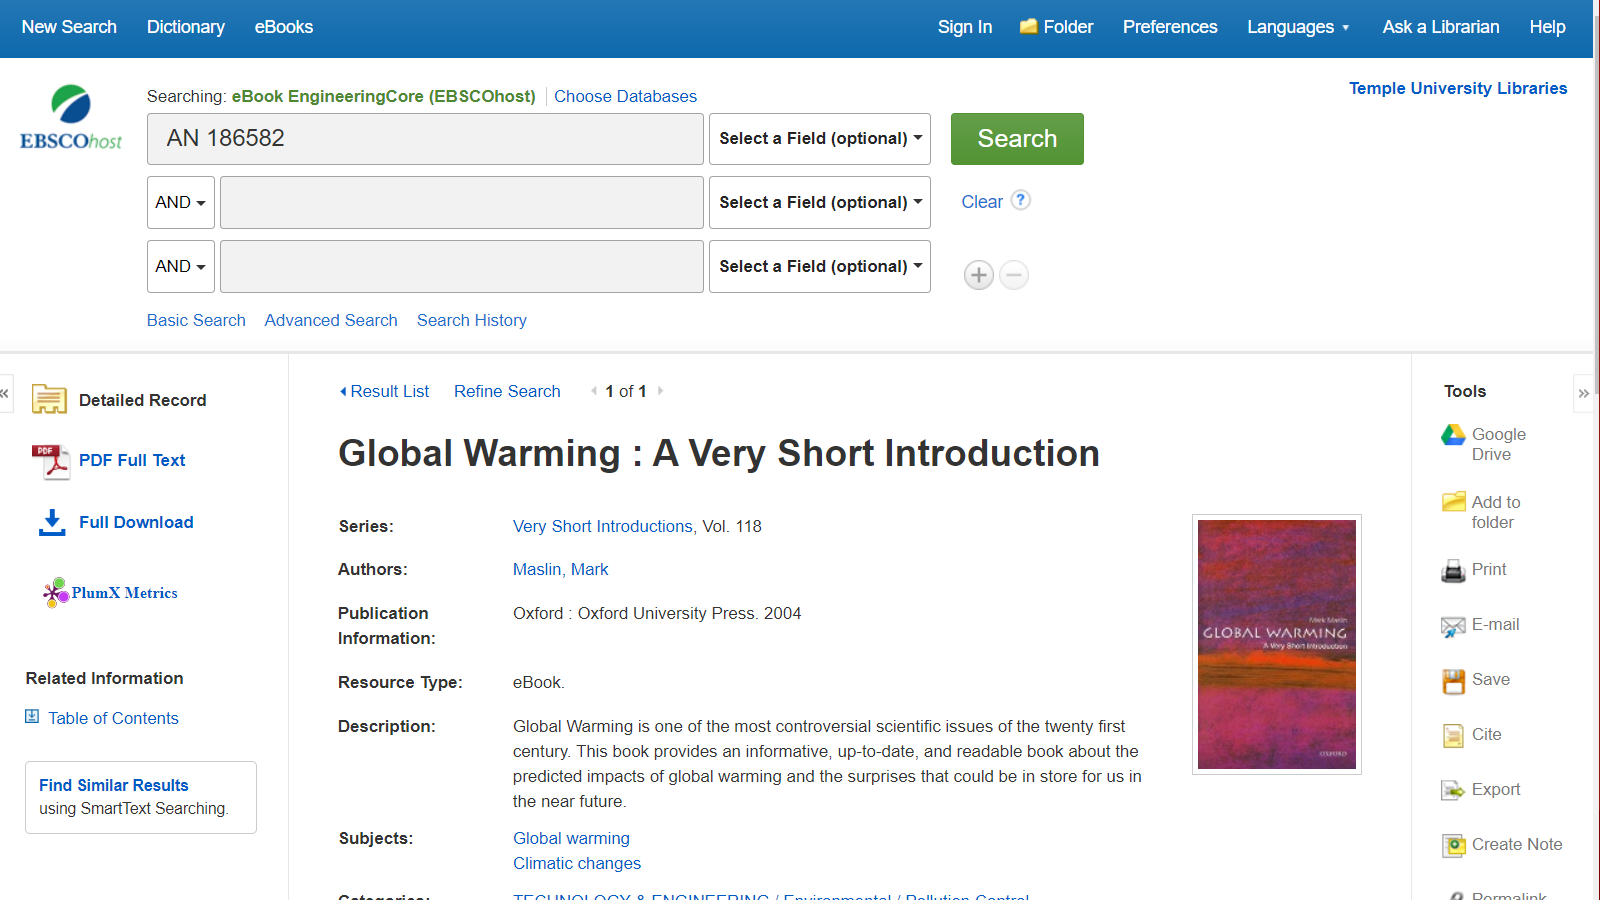 New Search Dictionary eBooks Sign In Folder Preferences Languages Ask a Librarian Help
Temple University Libraries
EBSCOhost
Searching: eBook EngineeringCore (EBSCOhost) Choose Databases
AN 186582 Select a Field (optional) Search
AND Select a Field (optional) Clear ?
AND Select a Field (optional)
Basic Search Advanced Search Search History
«
Detailed Record
PDF
PDF Full Text
Full Download
PlumX Metrics
Related Information
Table of Contents
Find Similar Results
using SmartText Searching.
Result List Refine Search 1 of 1
Global Warming : A Very Short Introduction
Series: Very Short Introductions, Vol. 118
Authors: Maslin, Mark
Publication Information: Oxford : Oxford University Press. 2004
Resource Type: eBook.
Description: Global Warming is one of the most controversial scientific issues of the twenty first
century. This book provides an informative, up-to-date, and readable book about the
predicted impacts of global warming and the surprises that could be in store for us in
the near future.
Subjects: Global warming
Climatic changes
Categories: TECHNOLOGY & ENGINEERING / Environmental / Pollution Control
Mark Maslin
GLOBAL WARMING
A Very Short Introduction
OXFORD
Tools
»
Google
Drive
Add to
folder
Print
E-mail
Save
Cite
Export
Create Note
Permalink